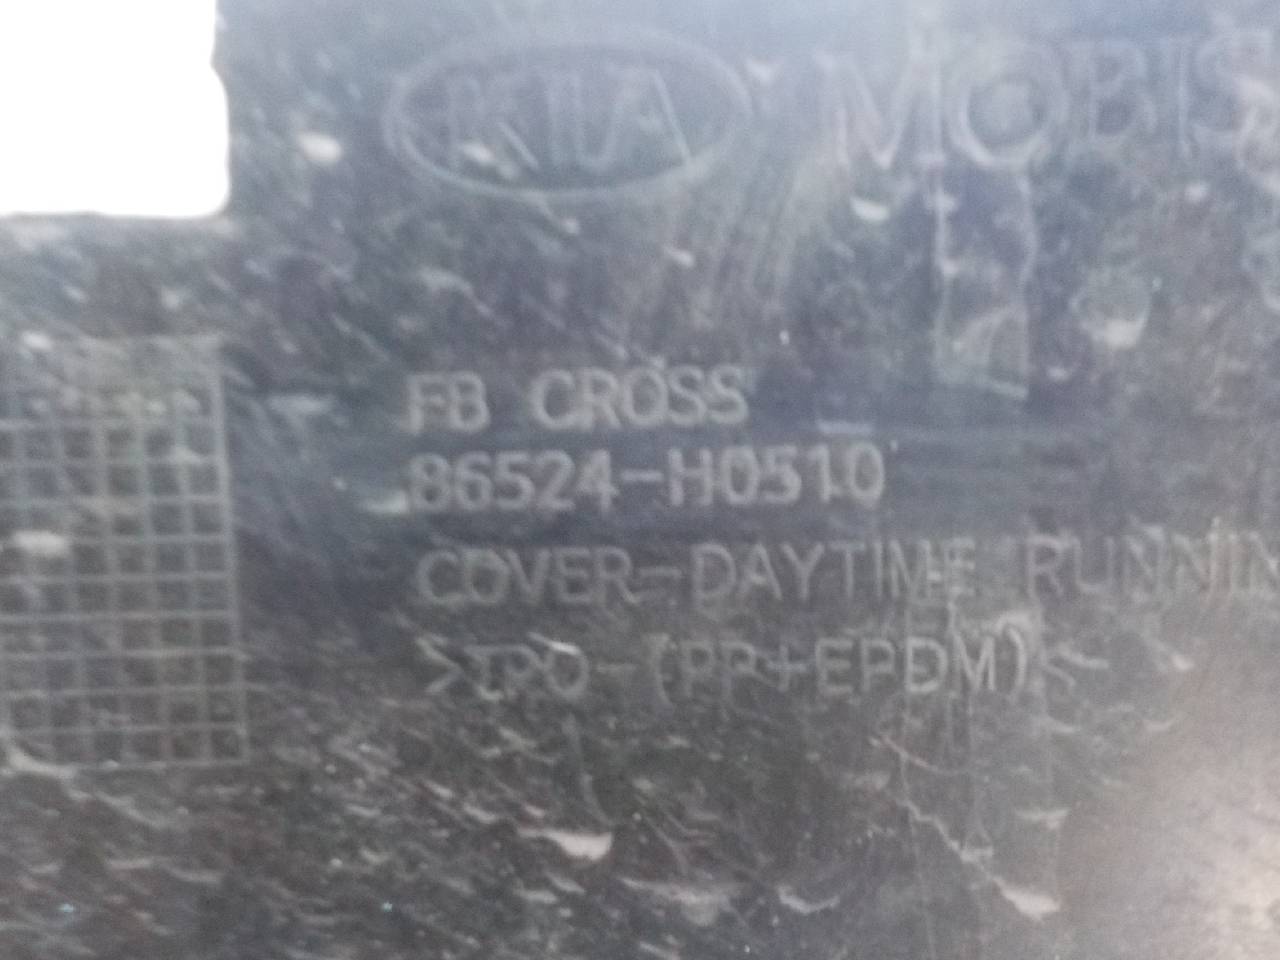 KIA MOBIS
FB CROSS
86524-H0510
COVER-DAYTIME RUNNIN
>TPO-(PP+EPDM)<